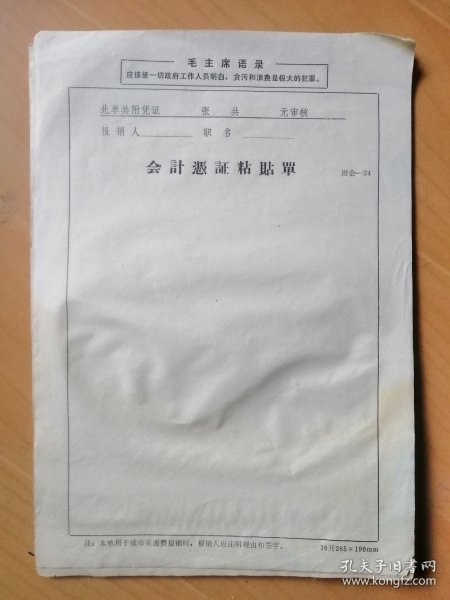 毛主席语录
应该使一切政府工作人员明白，贪污和浪费是极大的犯罪。
此单共附凭证 张 共 元审核
报销人 职名
会計憑証粘貼單
财会—24
注：本单用于城市交通费报销时，报销人应注明理由和签字。
16开265×190mm
孔夫子旧书网
www.kongfz.com